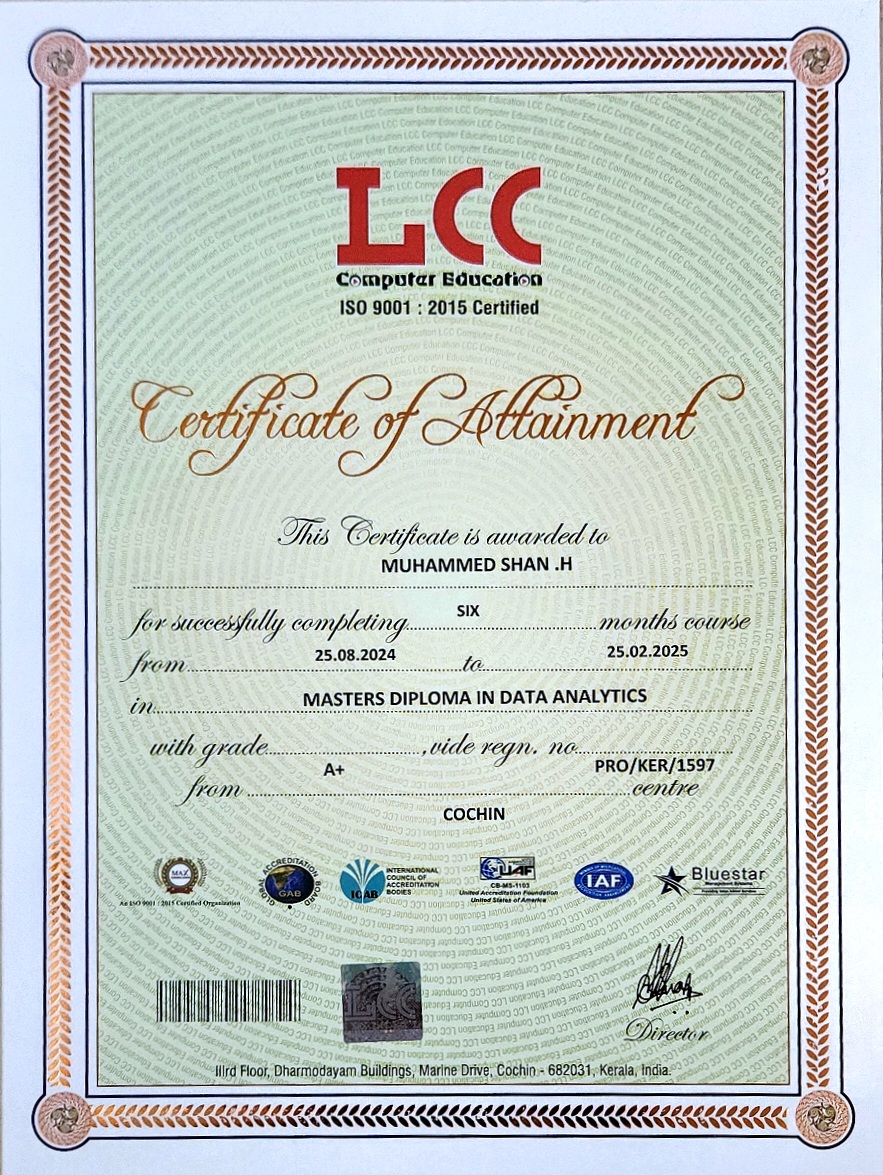 LCC
Computer Education
ISO 9001 : 2015 Certified
Certificate of Attainment
This Certificate is awarded to
MUHAMMED SHAN .H
for successfully completing SIX months course
from 25.08.2024 to 25.02.2025
in MASTERS DIPLOMA IN DATA ANALYTICS
with grade A+, vide regn. no PRO/KER/1597
from COCHIN centre
MAX
An ISO 9001 : 2015 Certified Organization
GLOBAL ACCREDITATION BOARD
GAB
ICAB
INTERNATIONAL
COUNCIL OF
ACCREDITATION
BODIES
UAF
CB-MS-1103
United Accreditation Foundation
United States of America
IAF
Bluestar
Management Systems
LCC
Director
IIIrd Floor, Dharmodayam Buildings, Marine Drive, Cochin - 682031, Kerala, India.